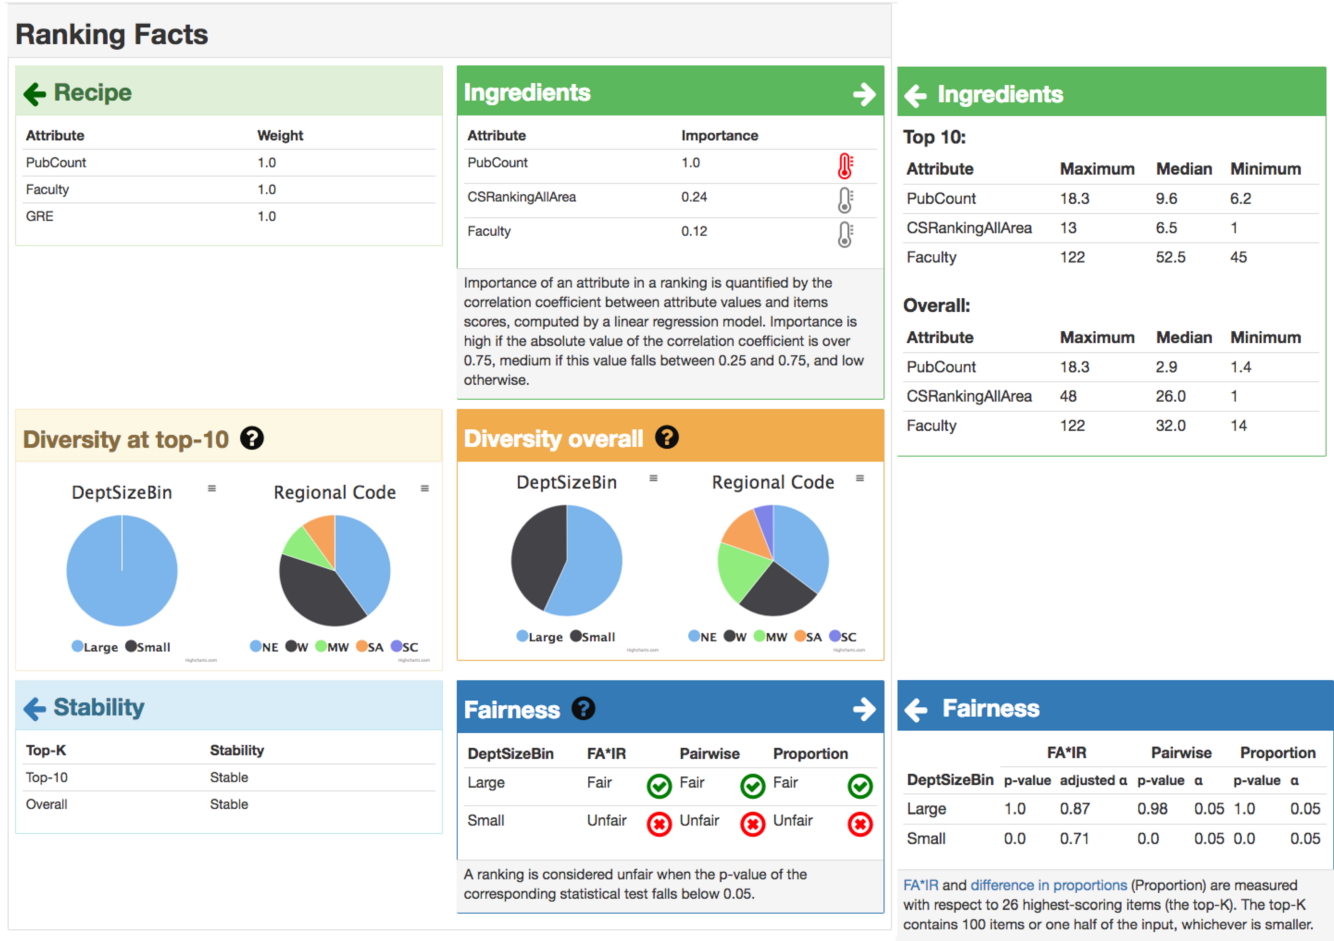 Ranking Facts
Recipe
Attribute Weight
PubCount 1.0
Faculty 1.0
GRE 1.0
Ingredients
Attribute Importance
PubCount 1.0
CSRankingAllArea 0.24
Faculty 0.12
Importance of an attribute in a ranking is quantified by the
correlation coefficient between attribute values and items
scores, computed by a linear regression model. Importance is
high if the absolute value of the correlation coefficient is over
0.75, medium if this value falls between 0.25 and 0.75, and low
otherwise.
Ingredients
Top 10:
Attribute Maximum Median Minimum
PubCount 18.3 9.6 6.2
CSRankingAllArea 13 6.5 1
Faculty 122 52.5 45
Overall:
Attribute Maximum Median Minimum
PubCount 18.3 2.9 1.4
CSRankingAllArea 48 26.0 1
Faculty 122 32.0 14
Diversity at top-10 ?
DeptSizeBin Regional Code
Large Small NE W MW SA SC
Highcharts.com Highcharts.com
Diversity overall ?
DeptSizeBin Regional Code
Large Small NE W MW SA SC
Highcharts.com Highcharts.com
Stability
Top-K Stability
Top-10 Stable
Overall Stable
Fairness ?
DeptSizeBin FA*IR Pairwise Proportion
Large Fair Fair Fair
Small Unfair Unfair Unfair
A ranking is considered unfair when the p-value of the
corresponding statistical test falls below 0.05.
Fairness
FA*IR Pairwise Proportion
DeptSizeBin p-value adjusted α p-value α p-value α
Large 1.0 0.87 0.98 0.05 1.0 0.05
Small 0.0 0.71 0.0 0.05 0.0 0.05
FA*IR and difference in proportions (Proportion) are measured
with respect to 26 highest-scoring items (the top-K). The top-K
contains 100 items or one half of the input, whichever is smaller.